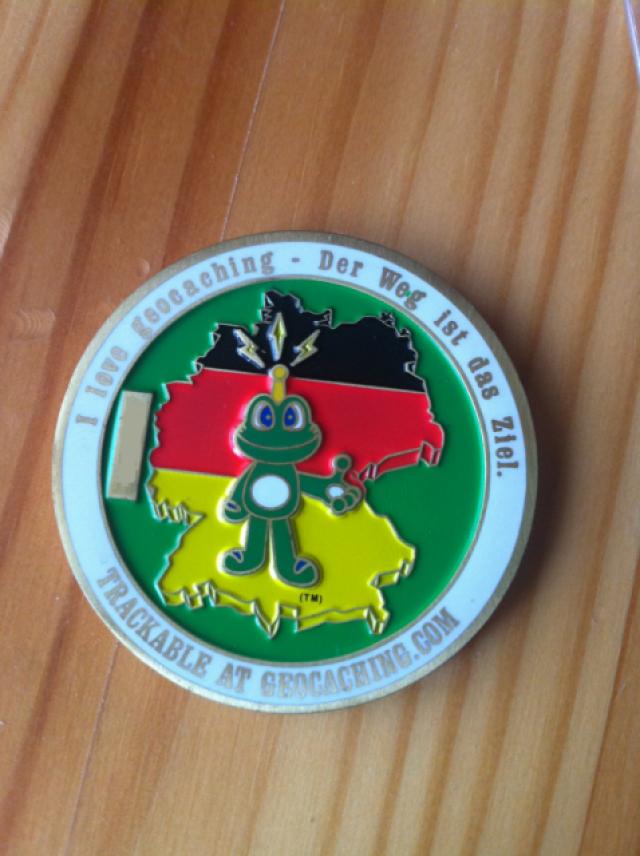 I love geocaching - Der Weg ist das Ziel.
(TM)
TRACKABLE AT GEOCACHING.COM